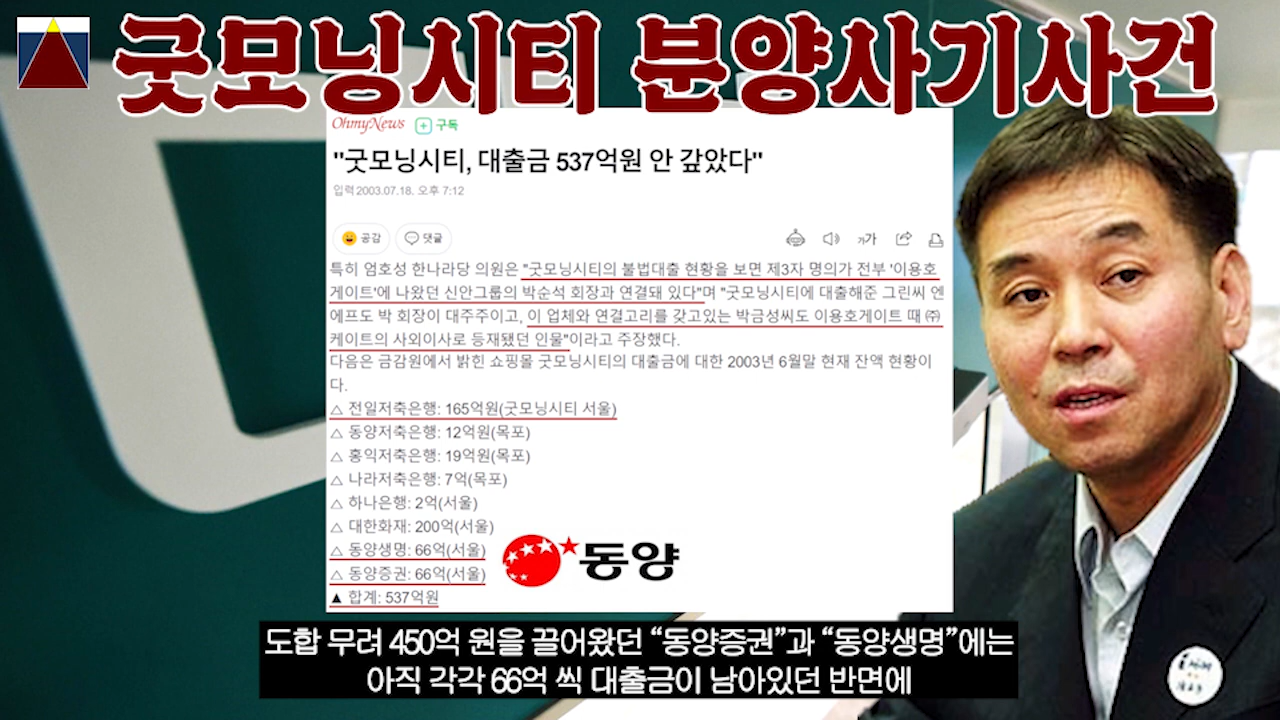 굿모닝시티 분양사기사건
OhmyNews + 구독
"굿모닝시티, 대출금 537억원 안 갚았다"
입력 2003.07.18. 오후 7:12
공감 댓글 가가
특히 엄호성 한나라당 의원은 "굿모닝시티의 불법대출 현황을 보면 제3자 명의가 전부 '이용호
게이트'에 나왔던 신안그룹의 박순석 회장과 연결돼 있다"며 "굿모닝시티에 대출해준 그린씨 엔
에프도 박 회장이 대주주이고, 이 업체와 연결고리를 갖고있는 박금성씨도 이용호게이트 때 ㈜
케이트의 사외이사로 등재됐던 인물"이라고 주장했다.
다음은 금감원에서 밝힌 쇼핑몰 굿모닝시티의 대출금에 대한 2003년 6월말 현재 잔액 현황이
다.
△ 전일저축은행: 165억원(굿모닝시티 서울)
△ 동양저축은행: 12억원(목포)
△ 홍익저축은행: 19억원(목포)
△ 나라저축은행: 7억(목포)
△ 하나은행: 2억(서울)
△ 대한화재: 200억(서울)
△ 동양생명: 66억(서울)
동양
△ 동양증권: 66억(서울)
▲ 합계: 537억원
도합 무려 450억 원을 끌어왔던 “동양증권”과 “동양생명”에는
아직 각각 66억 씩 대출금이 남아있던 반면에